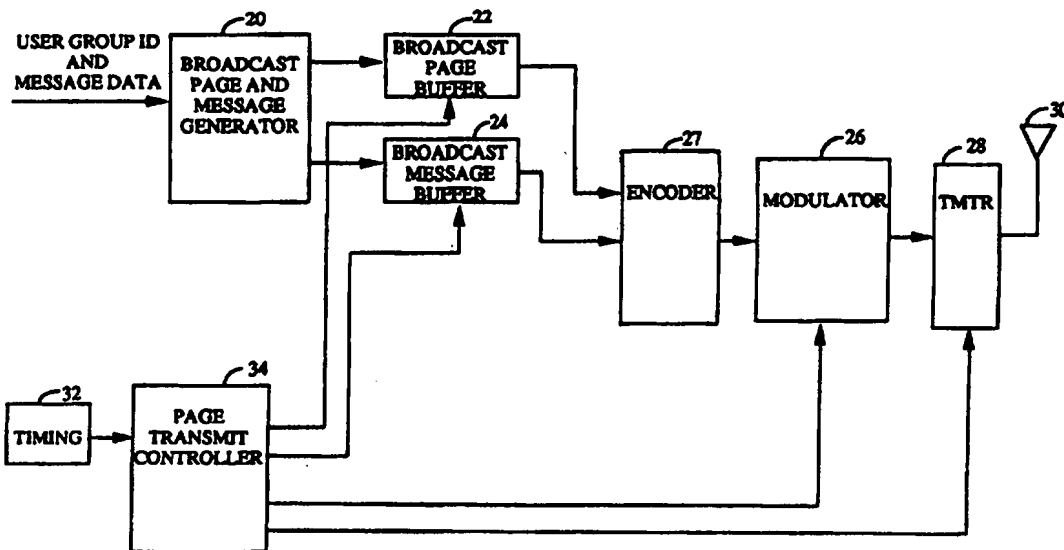 20
22
USER GROUP ID
AND
MESSAGE DATA
BROADCAST
PAGE AND
MESSAGE
GENERATOR
BROADCAST
PAGE
BUFFER
24
BROADCAST
MESSAGE
BUFFER
27
ENCODER
26
MODULATOR
28
TMTR
30
32
TIMING
34
PAGE
TRANSMIT
CONTROLLER